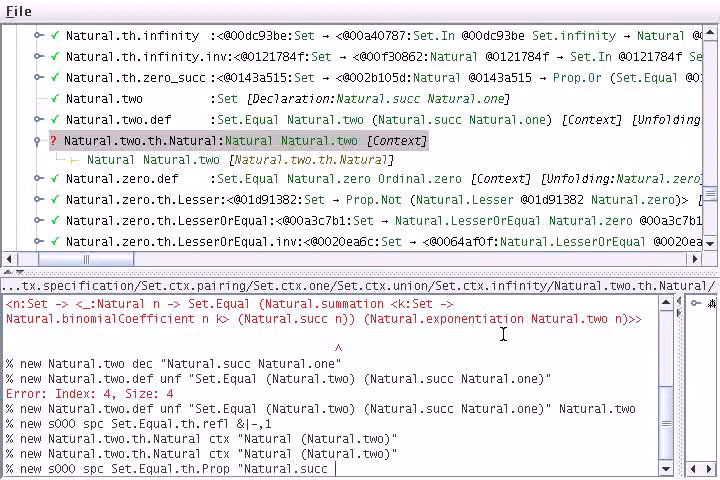 File
Natural.th.infinity :<@00dc93be:Set → <@00a40787:Set.In @00dc93be Set.infinity → Natural @0
Natural.th.infinity.inv:<@0121784f:Set → <@00f30862:Natural @0121784f → Set.In @0121784f Se
Natural.th.zero_succ:<@0143a515:Set → <@002b105d:Natural @0143a515 → Prop.Or (Set.Equal @0
Natural.two :Set [Declaration:Natural.succ Natural.one]
Natural.two.def :Set.Equal Natural.two (Natural.succ Natural.one) [Context] [Unfolding:
? Natural.two.th.Natural:Natural Natural.two [Context]
Natural Natural.two [Natural.two.th.Natural]
Natural.zero.def :Set.Equal Natural.zero Ordinal.zero [Context] [Unfolding:Natural.zero
Natural.zero.th.Lesser:<@01d91382:Set → Prop.Not (Natural.Lesser @01d91382 Natural.zero)> [
Natural.zero.th.LesserOrEqual:<@00a3c7b1:Set → Natural.LesserOrEqual Natural.zero @00a3c7
Natural.zero.th.LesserOrEqual.inv:<@0020ea6c:Set → <@0064af0f:Natural.LesserOrEqual @0020e
...tx.specification/Set.ctx.pairing/Set.ctx.one/Set.ctx.union/Set.ctx.infinity/Natural.two.th.Natural/
<n:Set -> <_:Natural n -> Set.Equal (Natural.summation <k:Set ->
Natural.binomialCoefficient n k> (Natural.succ n)) (Natural.exponentiation Natural.two n)>>
^
% new Natural.two dec "Natural.succ Natural.one"
% new Natural.two.def unf "Set.Equal (Natural.two) (Natural.succ Natural.one)"
Error: Index: 4, Size: 4
% new Natural.two.def unf "Set.Equal (Natural.two) (Natural.succ Natural.one)" Natural.two
% new s000 spc Set.Equal.th.refl &|-,1
% new Natural.two.th.Natural ctx "Natural (Natural.two)"
% new Natural.two.th.Natural ctx "Natural (Natural.two)"
% new s000 spc Set.Equal.th.Prop "Natural.succ